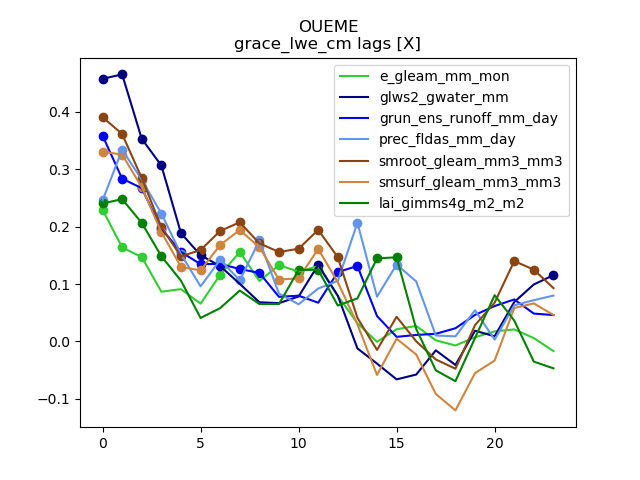 OUEME
grace_lwe_cm lags [X]
e_gleam_mm_mon
glws2_gwater_mm
grun_ens_runoff_mm_day
prec_fldas_mm_day
smroot_gleam_mm3_mm3
smsurf_gleam_mm3_mm3
lai_gimms4g_m2_m2
0.4
0.3
0.2
0.1
0.0
−0.1
0 5 10 15 20